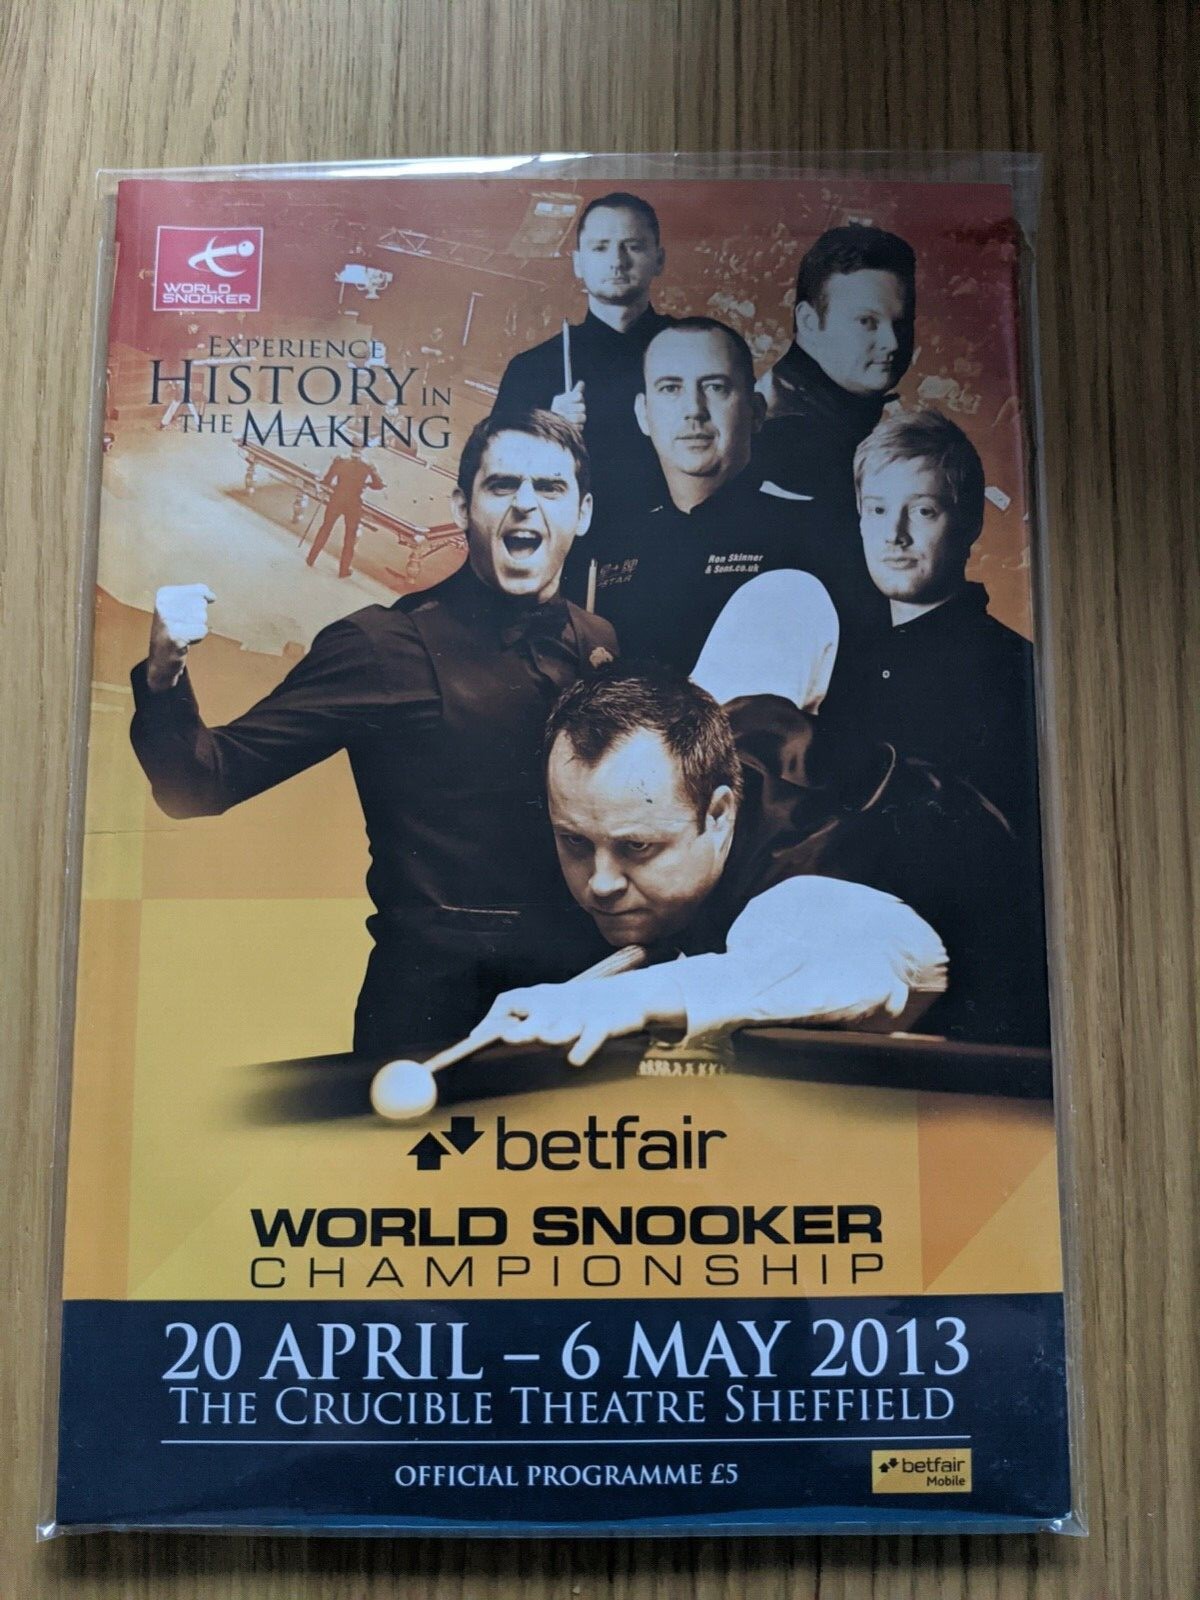 WORLD
SNOOKER
EXPERIENCE
HISTORY IN
THE MAKING
Ron Skinner
& Sons.co.uk
STAR
betfair
WORLD SNOOKER
CHAMPIONSHIP
20 APRIL – 6 MAY 2013
THE CRUCIBLE THEATRE SHEFFIELD
OFFICIAL PROGRAMME £5
betfair
Mobile